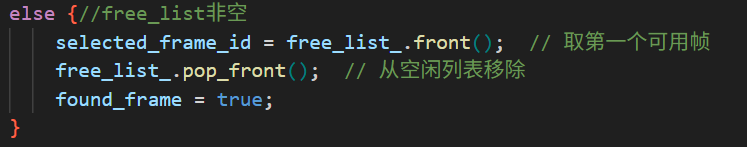 else {//free_list非空
    selected_frame_id = free_list_.front();  // 取第一个可用帧
    free_list_.pop_front();  // 从空闲列表移除
    found_frame = true;
}